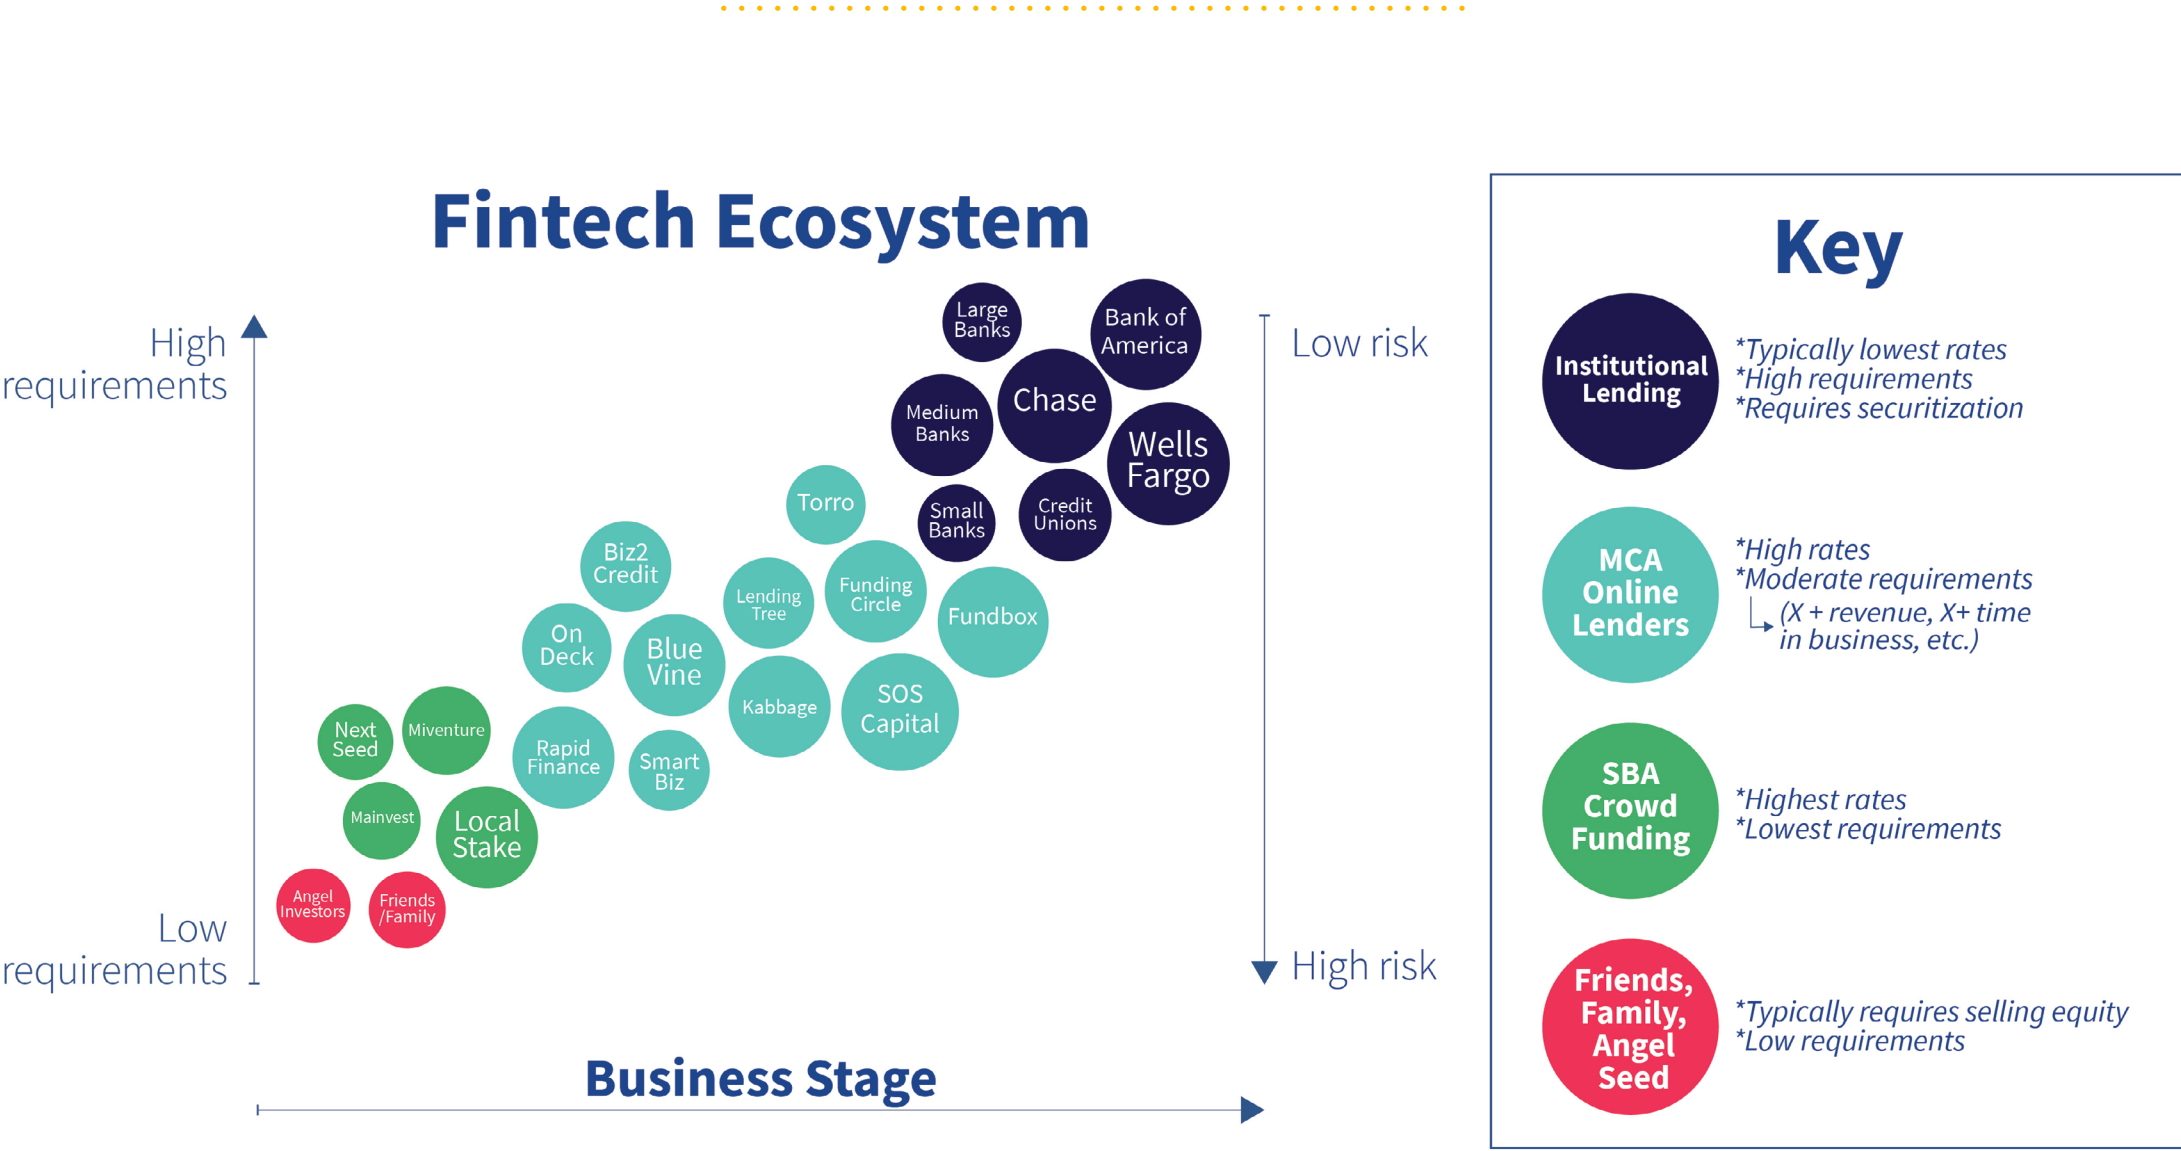 Fintech Ecosystem
High
requirements
Low
requirements
Low risk
High risk
Large
Banks
Bank of
America
Chase
Medium
Banks
Wells
Fargo
Small
Banks
Credit
Unions
Torro
Biz2
Credit
Lending
Tree
Funding
Circle
Fundbox
On
Deck
Blue
Vine
Kabbage
SOS
Capital
Rapid
Finance
Smart
Biz
Next
Seed
Miventure
Mainvest
Local
Stake
Angel
Investors
Friends
/Family
Business Stage
Key
Institutional
Lending
*Typically lowest rates
*High requirements
*Requires securitization
MCA
Online
Lenders
*High rates
*Moderate requirements
(X + revenue, X+ time
in business, etc.)
SBA
Crowd
Funding
*Highest rates
*Lowest requirements
Friends,
Family,
Angel
Seed
*Typically requires selling equity
*Low requirements